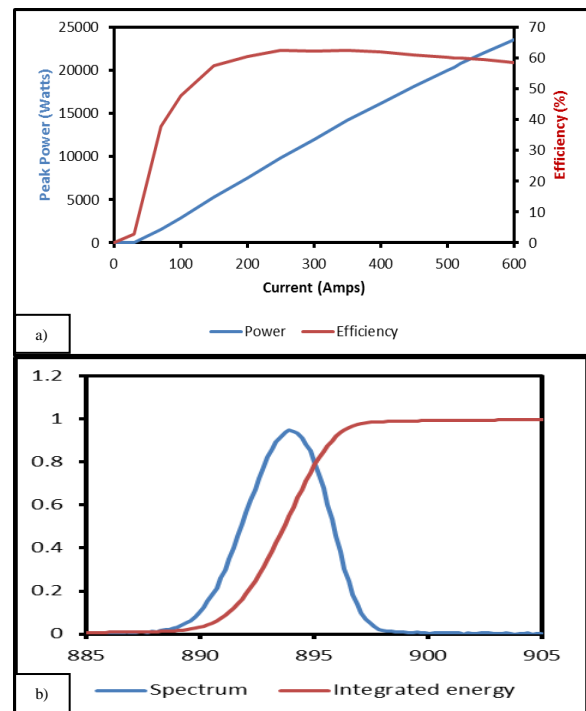 25000
20000
15000
10000
5000
0
Peak Power (Watts)
70
60
50
40
30
20
10
0
Efficiency (%)
0 100 200 300 400 500 600
Current (Amps)
Power Efficiency
a)
1.2
1
0.8
0.6
0.4
0.2
0
885 890 895 900 905
Spectrum Integrated energy
b)